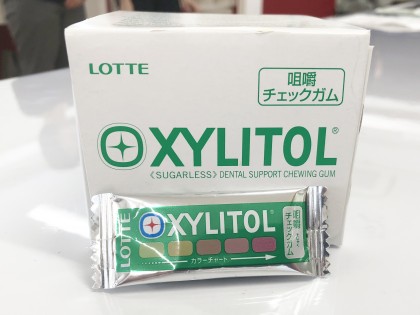 LOTTE
咀嚼
チェックガム
XYLITOL®
《SUGARLESS》 DENTAL SUPPORT CHEWING GUM
LOTTE
XYLITOL
咀嚼
チェックガム
カラーチャート